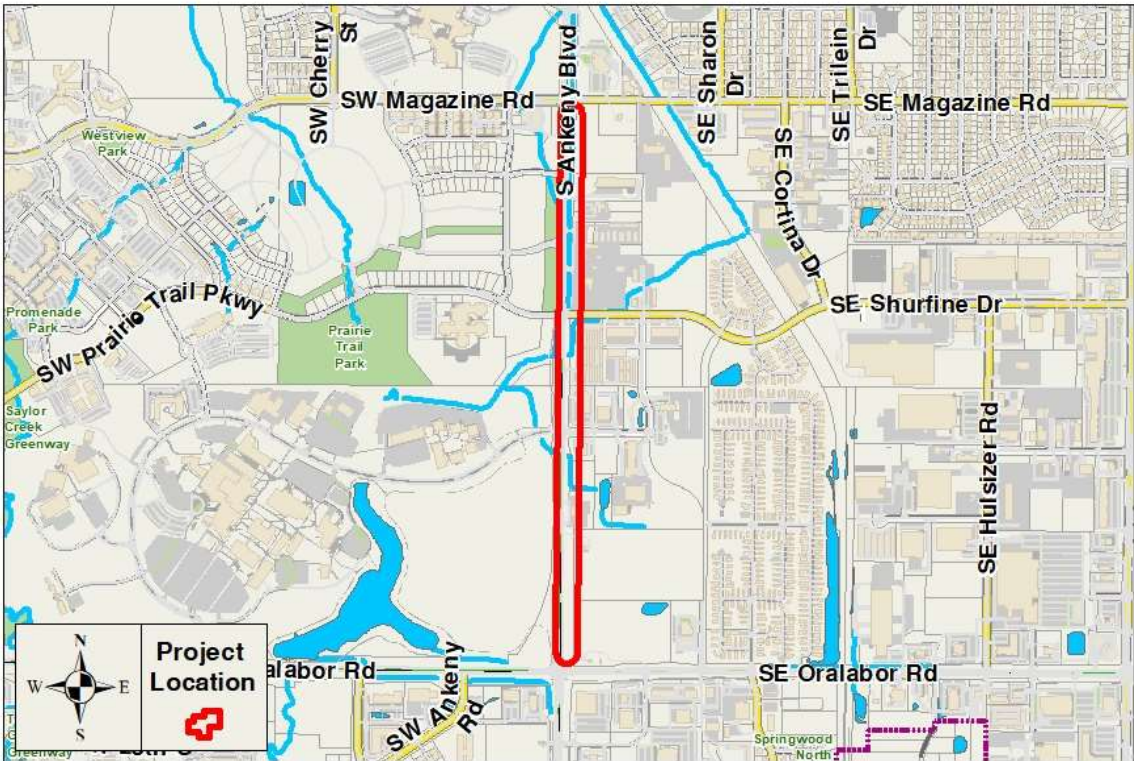 SW Cherry
St
S Ankeny Blvd
SE Sharon
Dr
SE Trilein
Dr
SW Magazine Rd
SE Magazine Rd
Westview
Park
SE Cortina Dr
SW Prairie Trail Pkwy
Promenade
Park
Prairie
Trail
Park
SE Shurfine Dr
Saylor
Creek
Greenway
SE Hulsizer Rd
N
W
E
S
Project
Location
alabor Rd
SW Ankeny
Rd
SE Oralabor Rd
Greenway
Springwood
North